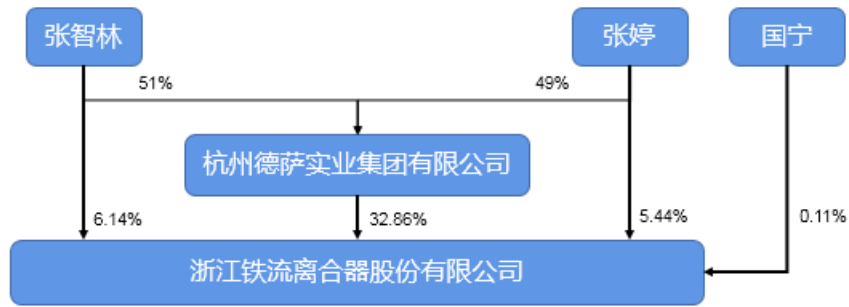 张智林
张婷
国宁
51%
49%
杭州德萨实业集团有限公司
6.14%
32.86%
5.44%
0.11%
浙江铁流离合器股份有限公司